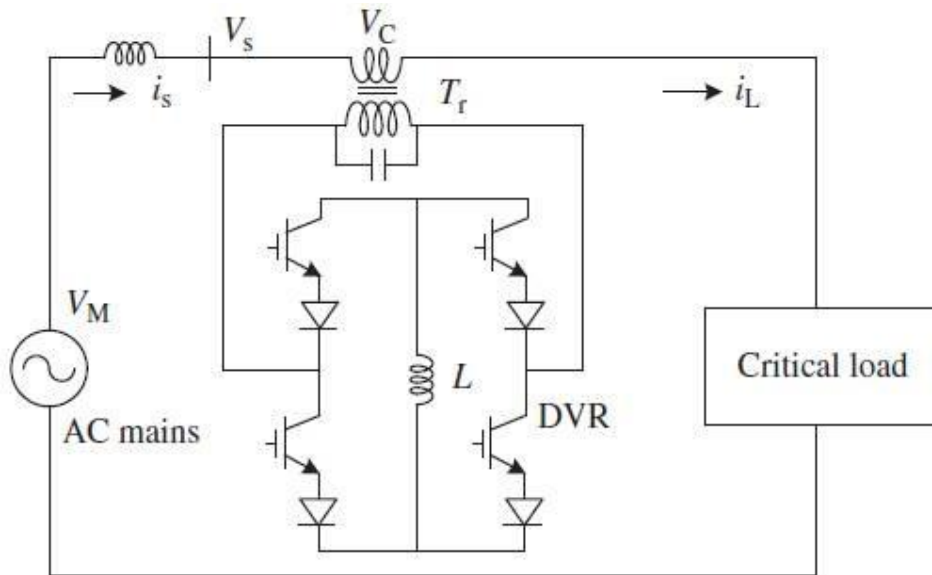 V_s
V_C
i_s
T_r
i_L
V_M
AC mains
L
DVR
Critical load